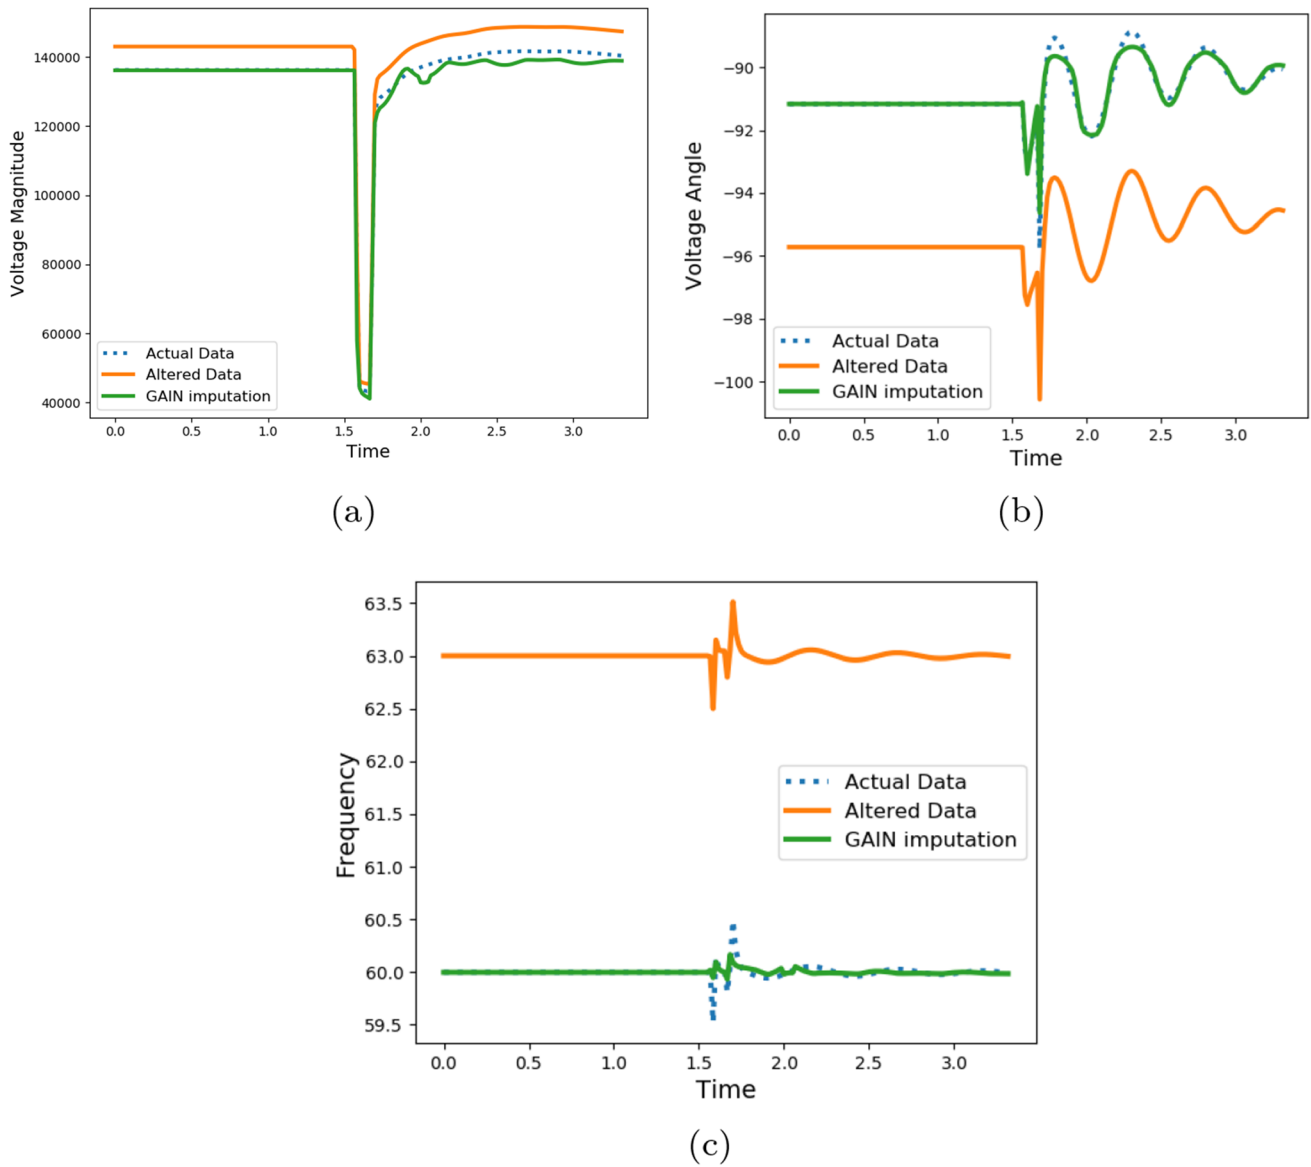 140000
120000
100000
80000
60000
40000
Voltage Magnitude
Actual Data
Altered Data
GAIN imputation
0.0 0.5 1.0 1.5 2.0 2.5 3.0
Time
(a)
−90
−92
−94
−96
−98
−100
Voltage Angle
Actual Data
Altered Data
GAIN imputation
0.0 0.5 1.0 1.5 2.0 2.5 3.0
Time
(b)
63.5
63.0
62.5
62.0
61.5
61.0
60.5
60.0
59.5
Frequency
Actual Data
Altered Data
GAIN imputation
0.0 0.5 1.0 1.5 2.0 2.5 3.0
Time
(c)